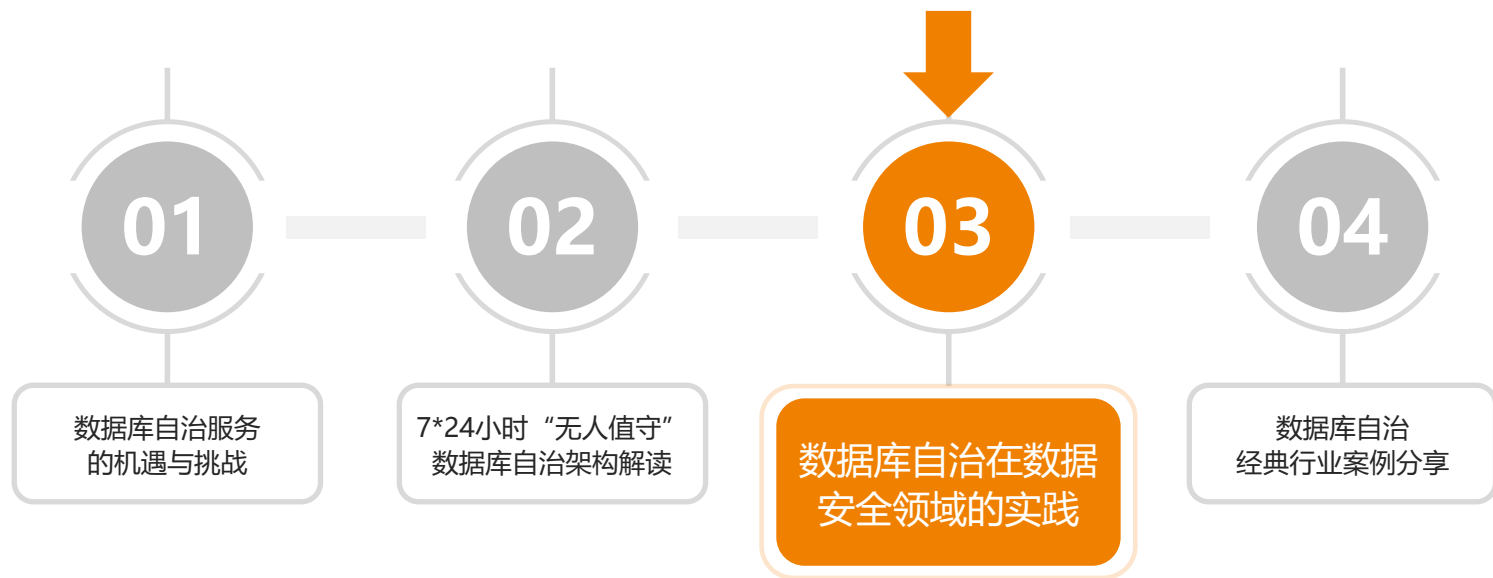 01
02
03
04
数据库自治服务
的机遇与挑战
7*24小时“无人值守”
数据库自治架构解读
数据库自治在数据
安全领域的实践
数据库自治
经典行业案例分享